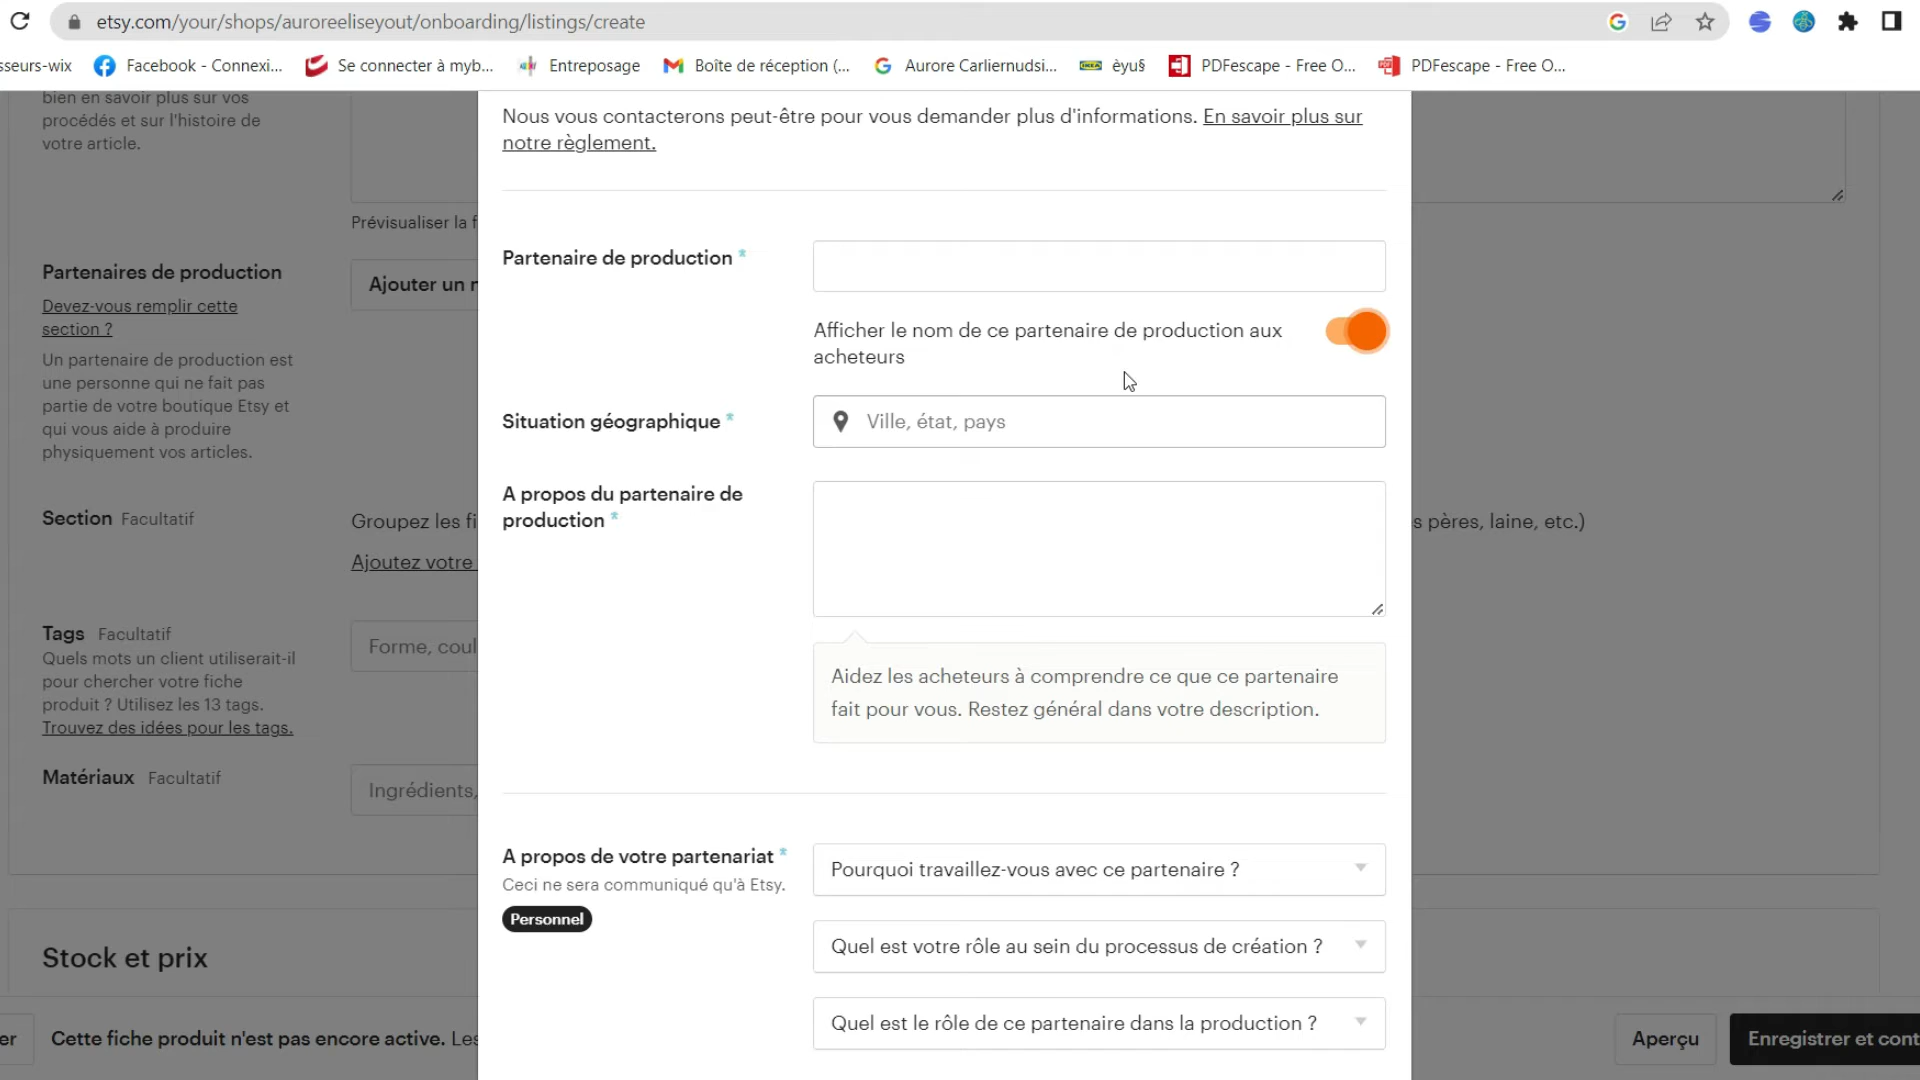 etsy.com/your/shops/auroreeliseyout/onboarding/listings/create
sseurs-wix
Facebook - Connexi...
Se connecter à myb...
Entreposage
Boîte de réception (...
Aurore Carliernudsi...
èyu§
PDFescape - Free O...
PDFescape - Free O...
bien en savoir plus sur vos
procédés et sur l'histoire de
votre article.
Prévisualiser la f
Partenaires de production
Ajouter un n
Devez-vous remplir cette
section ?
Un partenaire de production est
une personne qui ne fait pas
partie de votre boutique Etsy et
qui vous aide à produire
physiquement vos articles.
Section Facultatif
Groupez les fi
s pères, laine, etc.)
Ajoutez votre
Tags Facultatif
Quels mots un client utiliserait-il
pour chercher votre fiche
produit ? Utilisez les 13 tags.
Trouvez des idées pour les tags.
Forme, coul
Matériaux Facultatif
Ingrédients,
Stock et prix
Nous vous contacterons peut-être pour vous demander plus d'informations. En savoir plus sur
notre règlement.
Partenaire de production *
Afficher le nom de ce partenaire de production aux
acheteurs
Situation géographique *
Ville, état, pays
A propos du partenaire de
production *
Aidez les acheteurs à comprendre ce que ce partenaire
fait pour vous. Restez général dans votre description.
A propos de votre partenariat *
Ceci ne sera communiqué qu'à Etsy.
Personnel
Pourquoi travaillez-vous avec ce partenaire ?
Quel est votre rôle au sein du processus de création ?
Quel est le rôle de ce partenaire dans la production ?
er
Cette fiche produit n'est pas encore active. Les
Aperçu
Enregistrer et cont